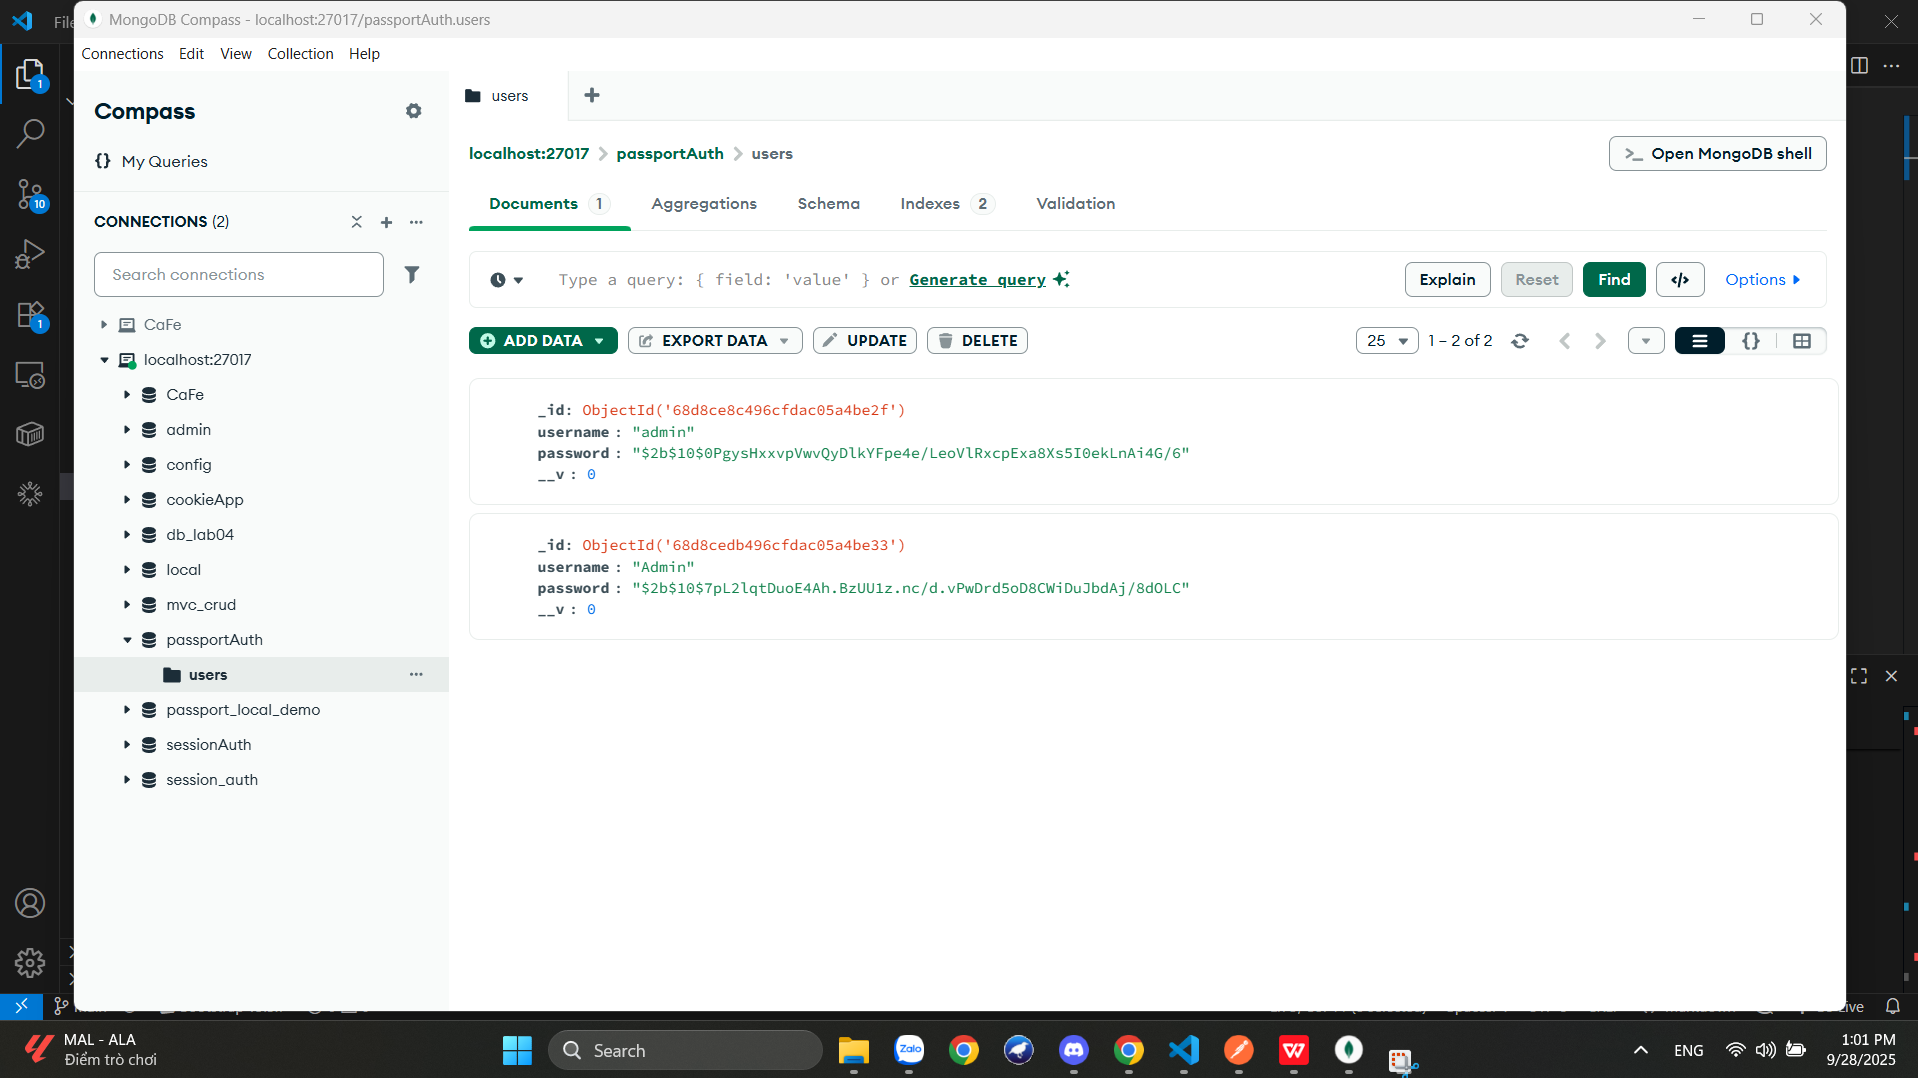 MongoDB Compass - localhost:27017/passportAuth.users
File
Connections Edit View Collection Help
Compass
My Queries
CONNECTIONS (2)
Search connections
CaFe
localhost:27017
CaFe
admin
config
cookieApp
db_lab04
local
mvc_crud
passportAuth
users
passport_local_demo
sessionAuth
session_auth
users
localhost:27017 > passportAuth > users
>_ Open MongoDB shell
Documents 1 Aggregations Schema Indexes 2 Validation
Type a query: { field: 'value' } or Generate query
Explain Reset Find </> Options
ADD DATA EXPORT DATA UPDATE DELETE
25 1 – 2 of 2 {}
_id: ObjectId('68d8ce8c496cfdac05a4be2f')
username : "admin"
password : "$2b$10$0PgysHxxvpVwvQyDlkYFpe4e/LeoVlRxcpExa8Xs5I0ekLnAi4G/6"
__v : 0
_id: ObjectId('68d8cedb496cfdac05a4be33')
username : "Admin"
password : "$2b$10$7pL2lqtDuoE4Ah.BzUU1z.nc/d.vPwDrd5oD8CWiDuJbdAj/8dOLC"
__v : 0
1
10
1
MAL - ALA
Điểm trò chơi
Search
Zalo
ENG
1:01 PM
9/28/2025